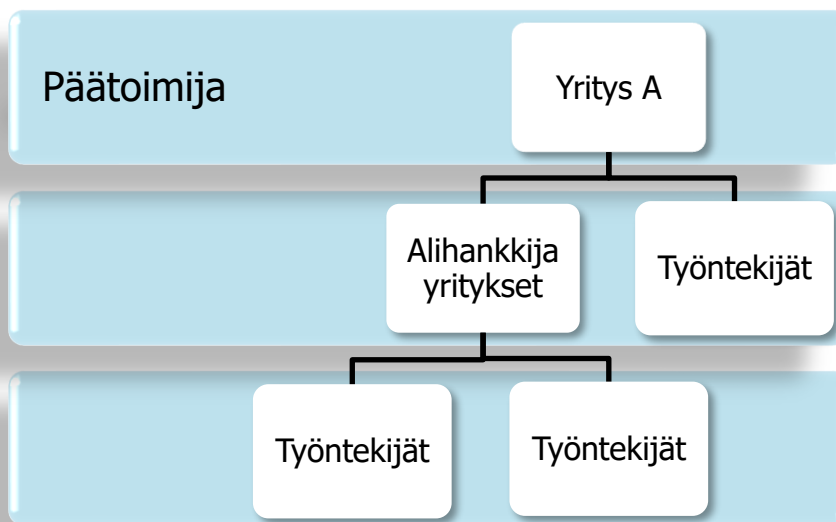 Päätoimija
Yritys A
Alihankkija
yritykset
Työntekijät
Työntekijät
Työntekijät